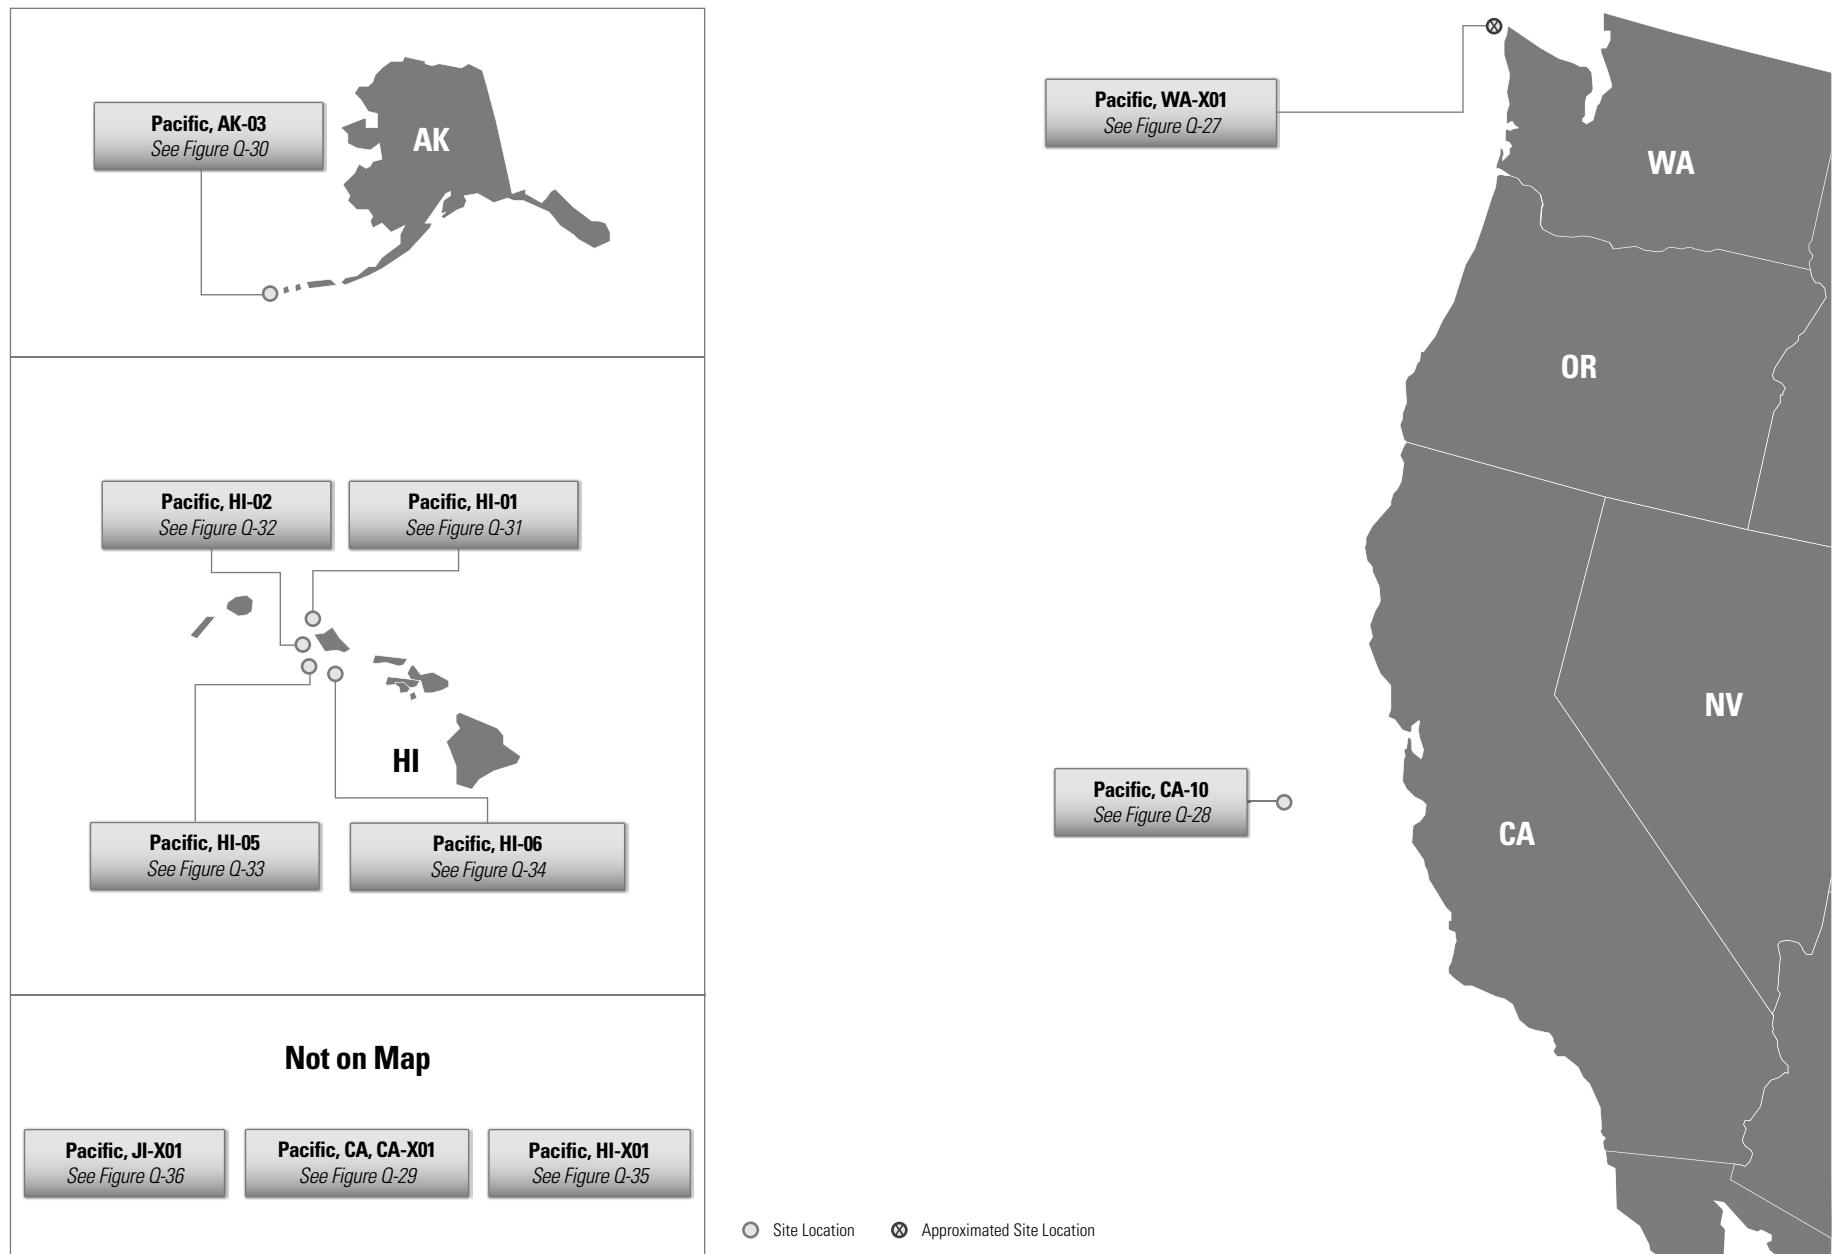 Pacific, AK-03
See Figure Q-30
AK
Pacific, WA-X01
See Figure Q-27
WA
OR
Pacific, HI-02
See Figure Q-32
Pacific, HI-01
See Figure Q-31
HI
Pacific, HI-05
See Figure Q-33
Pacific, HI-06
See Figure Q-34
NV
Pacific, CA-10
See Figure Q-28
CA
Not on Map
Pacific, JI-X01
See Figure Q-36
Pacific, CA, CA-X01
See Figure Q-29
Pacific, HI-X01
See Figure Q-35
Site Location
Approximated Site Location